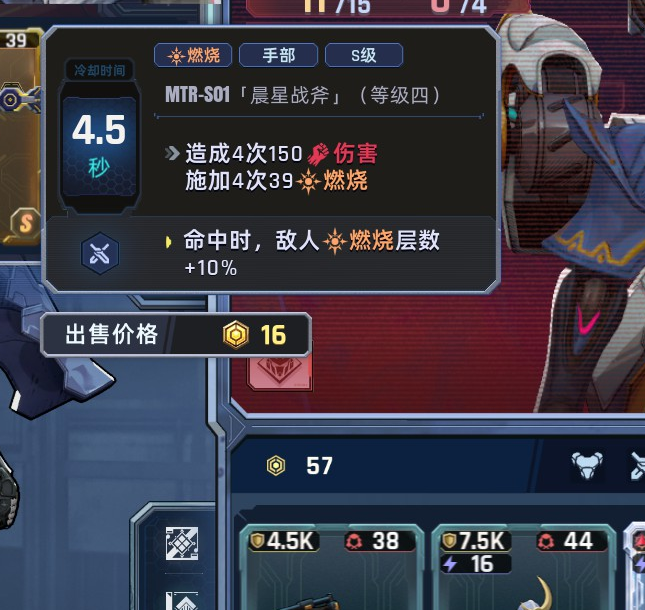 /15
/74
39
冷却时间
4.5
秒
燃烧
手部
S级
MTR-S01「晨星战斧」（等级四）
造成4次150伤害
施加4次39燃烧
命中时，敌人燃烧层数
+10%
S
出售价格
16
57
4.5K
38
7.5K
44
16